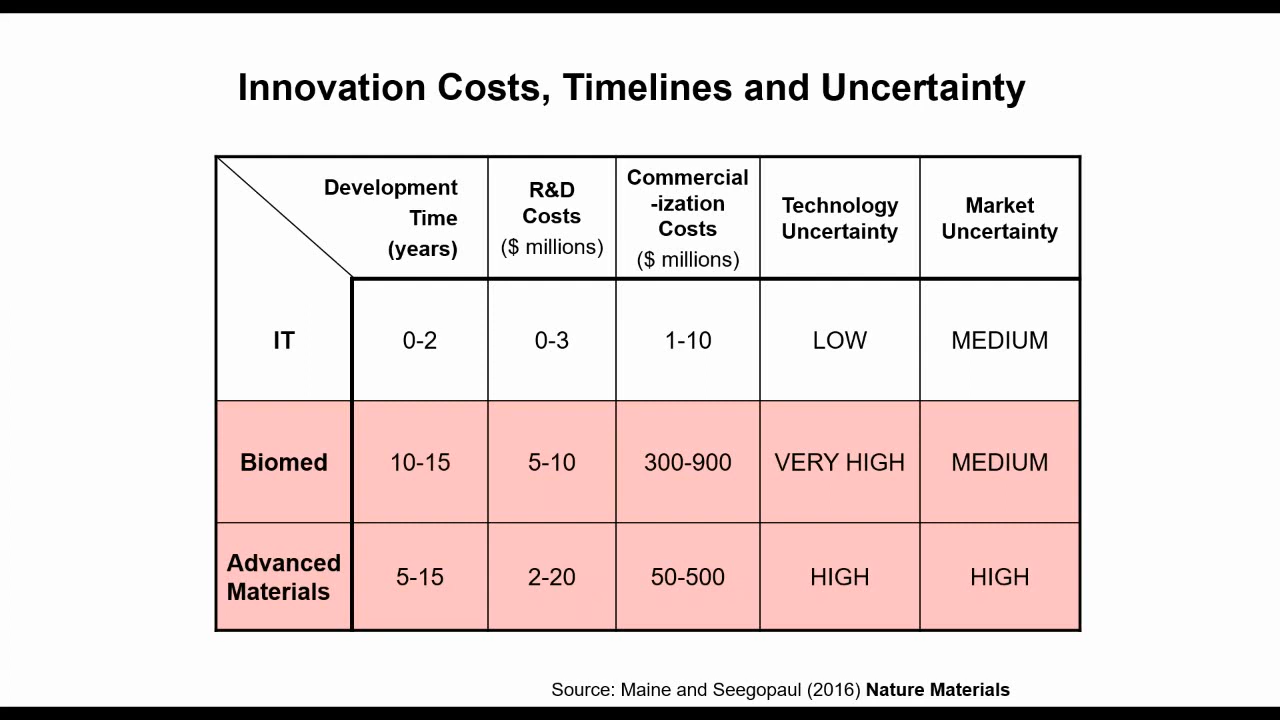 Innovation Costs, Timelines and Uncertainty
Development
Time
(years)
R&D
Costs
($ millions)
Commercial
-ization
Costs
($ millions)
Technology
Uncertainty
Market
Uncertainty
IT
0-2
0-3
1-10
LOW
MEDIUM
Biomed
10-15
5-10
300-900
VERY HIGH
MEDIUM
Advanced
Materials
5-15
2-20
50-500
HIGH
HIGH
Source: Maine and Seegopaul (2016) Nature Materials